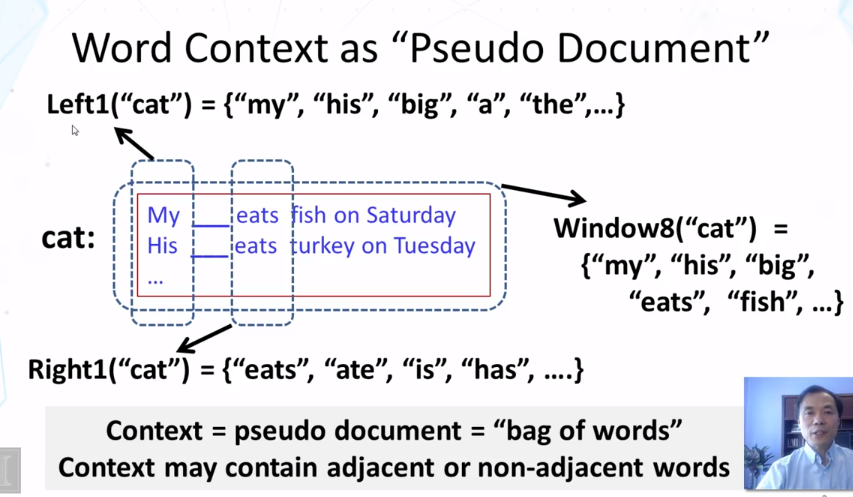 Word Context as “Pseudo Document”
Left1(“cat”) = {“my”, “his”, “big”, “a”, “the”,...}
cat:
My ___ eats fish on Saturday
His ___ eats turkey on Tuesday
...
Window8(“cat”) =
{“my”, “his”, “big”,
“eats”, “fish”, ...}
Right1(“cat”) = {“eats”, “ate”, “is”, “has”, ....}
Context = pseudo document = “bag of words”
Context may contain adjacent or non-adjacent words